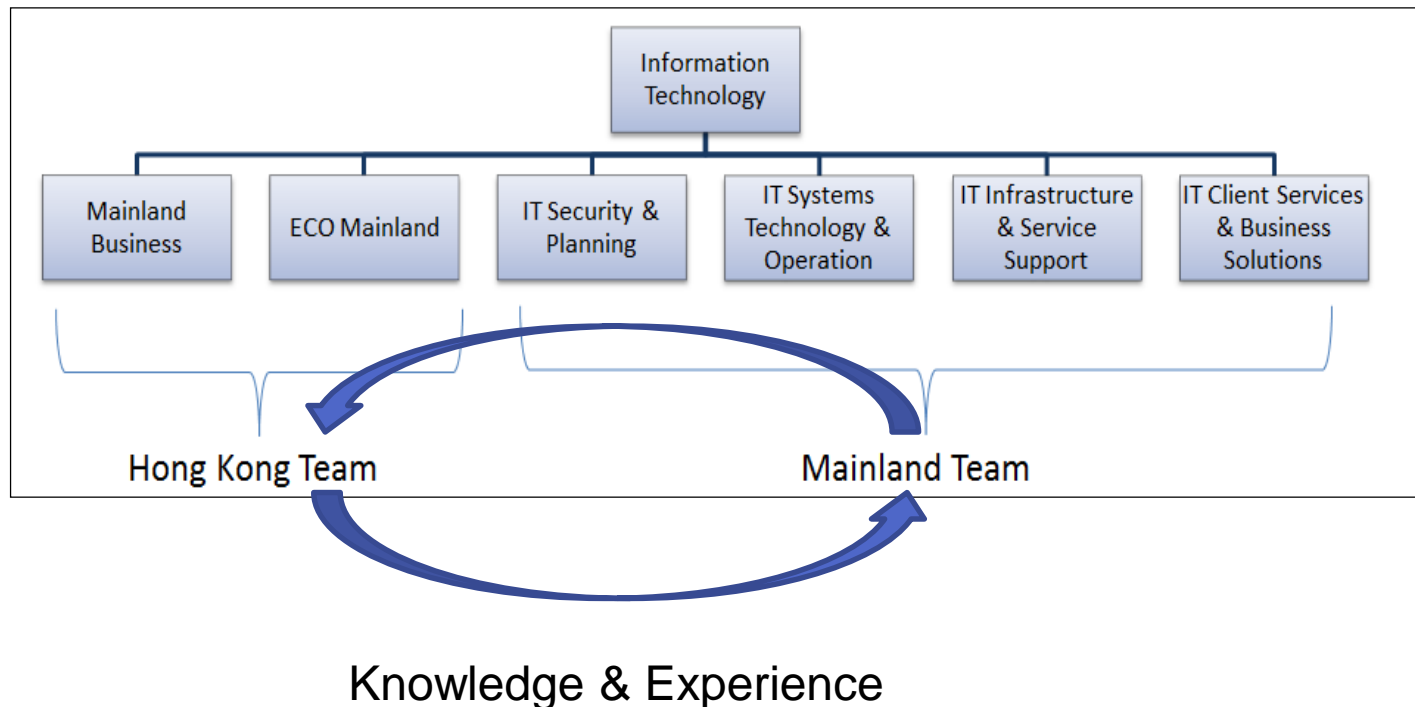 Information
Technology
Mainland
Business
ECO Mainland
IT Security &
Planning
IT Systems
Technology &
Operation
IT Infrastructure
& Service
Support
IT Client Services
& Business
Solutions
Hong Kong Team
Mainland Team
Knowledge & Experience